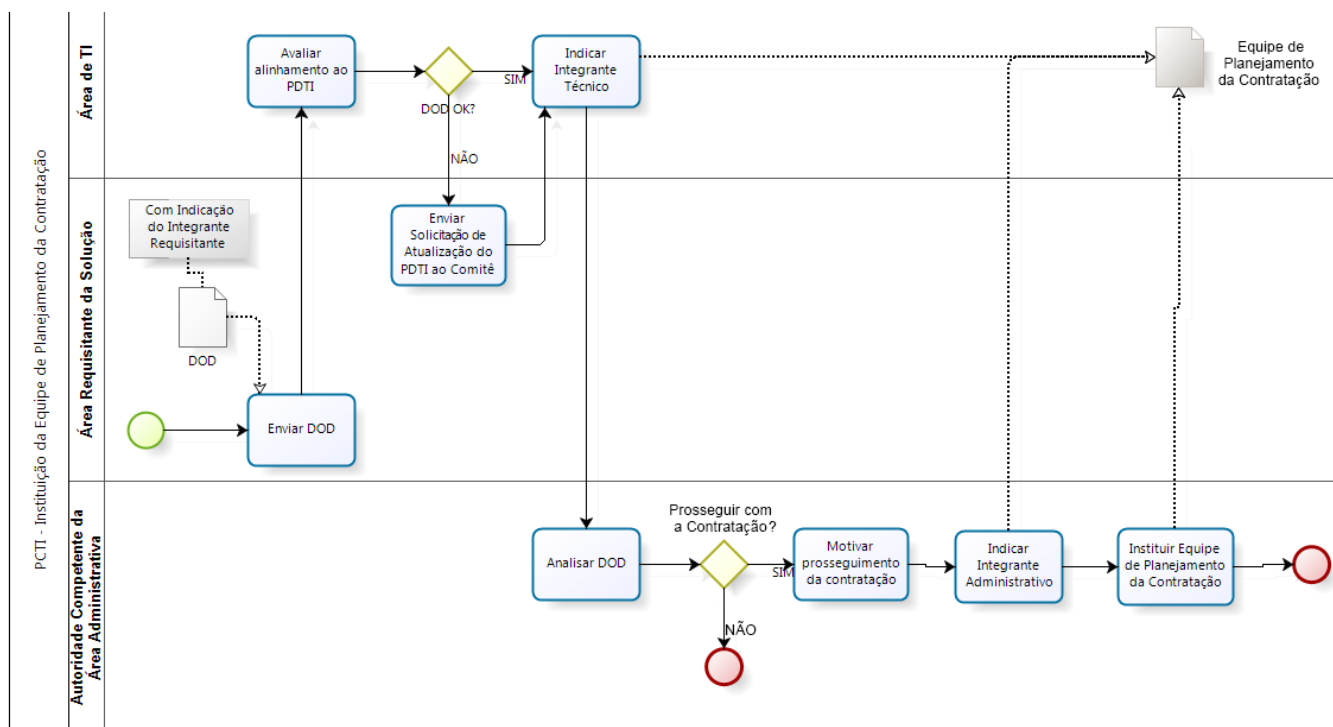 PCTI - Instituição da Equipe de Planejamento da Contratação
Área de TI
Avaliar
alinhamento ao
PDTI
DOD OK?
SIM
NÃO
Indicar
Integrante
Técnico
Equipe de
Planejamento
da Contratação
Área Requisitante da Solução
Com Indicação
do Integrante
Requisitante
DOD
Enviar DOD
Enviar
Solicitação de
Atualização do
PDTI ao Comitê
Autoridade Competente da
Área Administrativa
Analisar DOD
Prosseguir com
a Contratação?
SIM
NÃO
Motivar
prosseguimento
da contratação
Indicar
Integrante
Administrativo
Instituir Equipe
de Planejamento
da Contratação